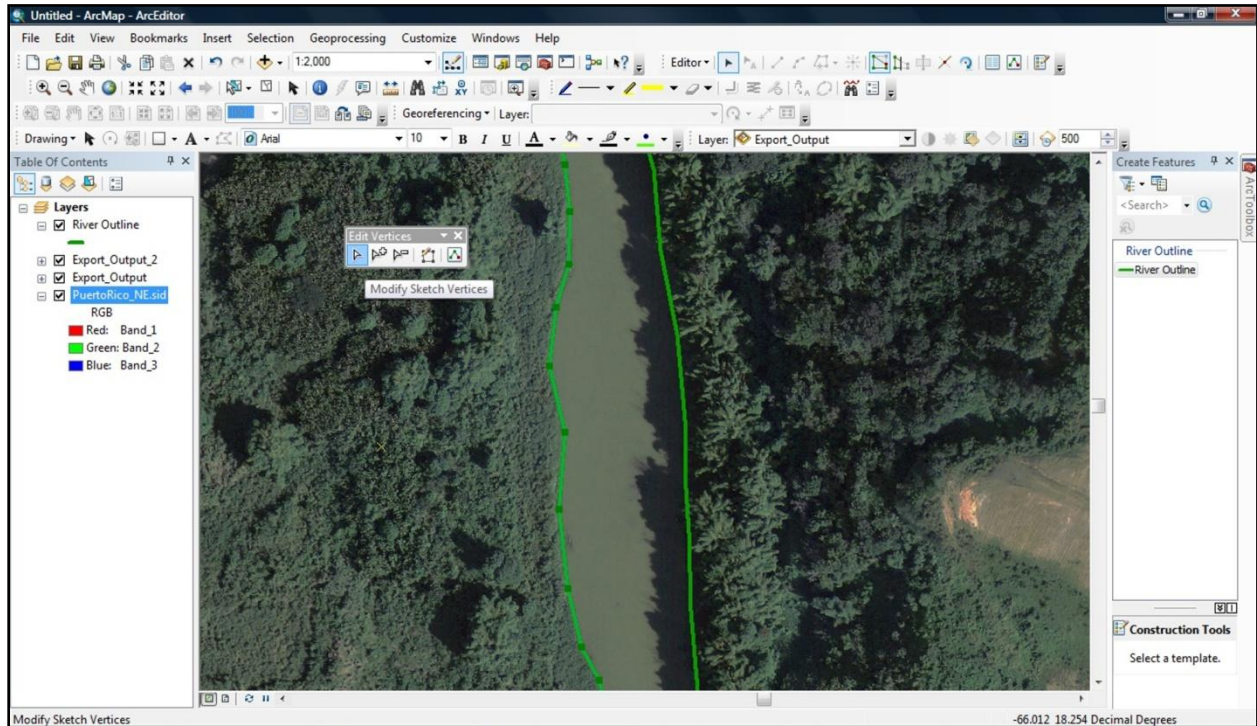 Untitled - ArcMap - ArcEditor
File Edit View Bookmarks Insert Selection Geoprocessing Customize Windows Help
1:2,000 Editor
Georeferencing Layer:
Drawing A Arial 10 B I U A Layer: Export_Output 500
Table Of Contents
Layers
River Outline
Export_Output_2
Export_Output
PuertoRico_NE.sid
RGB
Red: Band_1
Green: Band_2
Blue: Band_3
Edit Vertices
Modify Sketch Vertices
Create Features
<Search>
River Outline
River Outline
Construction Tools
Select a template.
ArcToolbox
Modify Sketch Vertices
-66.012 18.254 Decimal Degrees